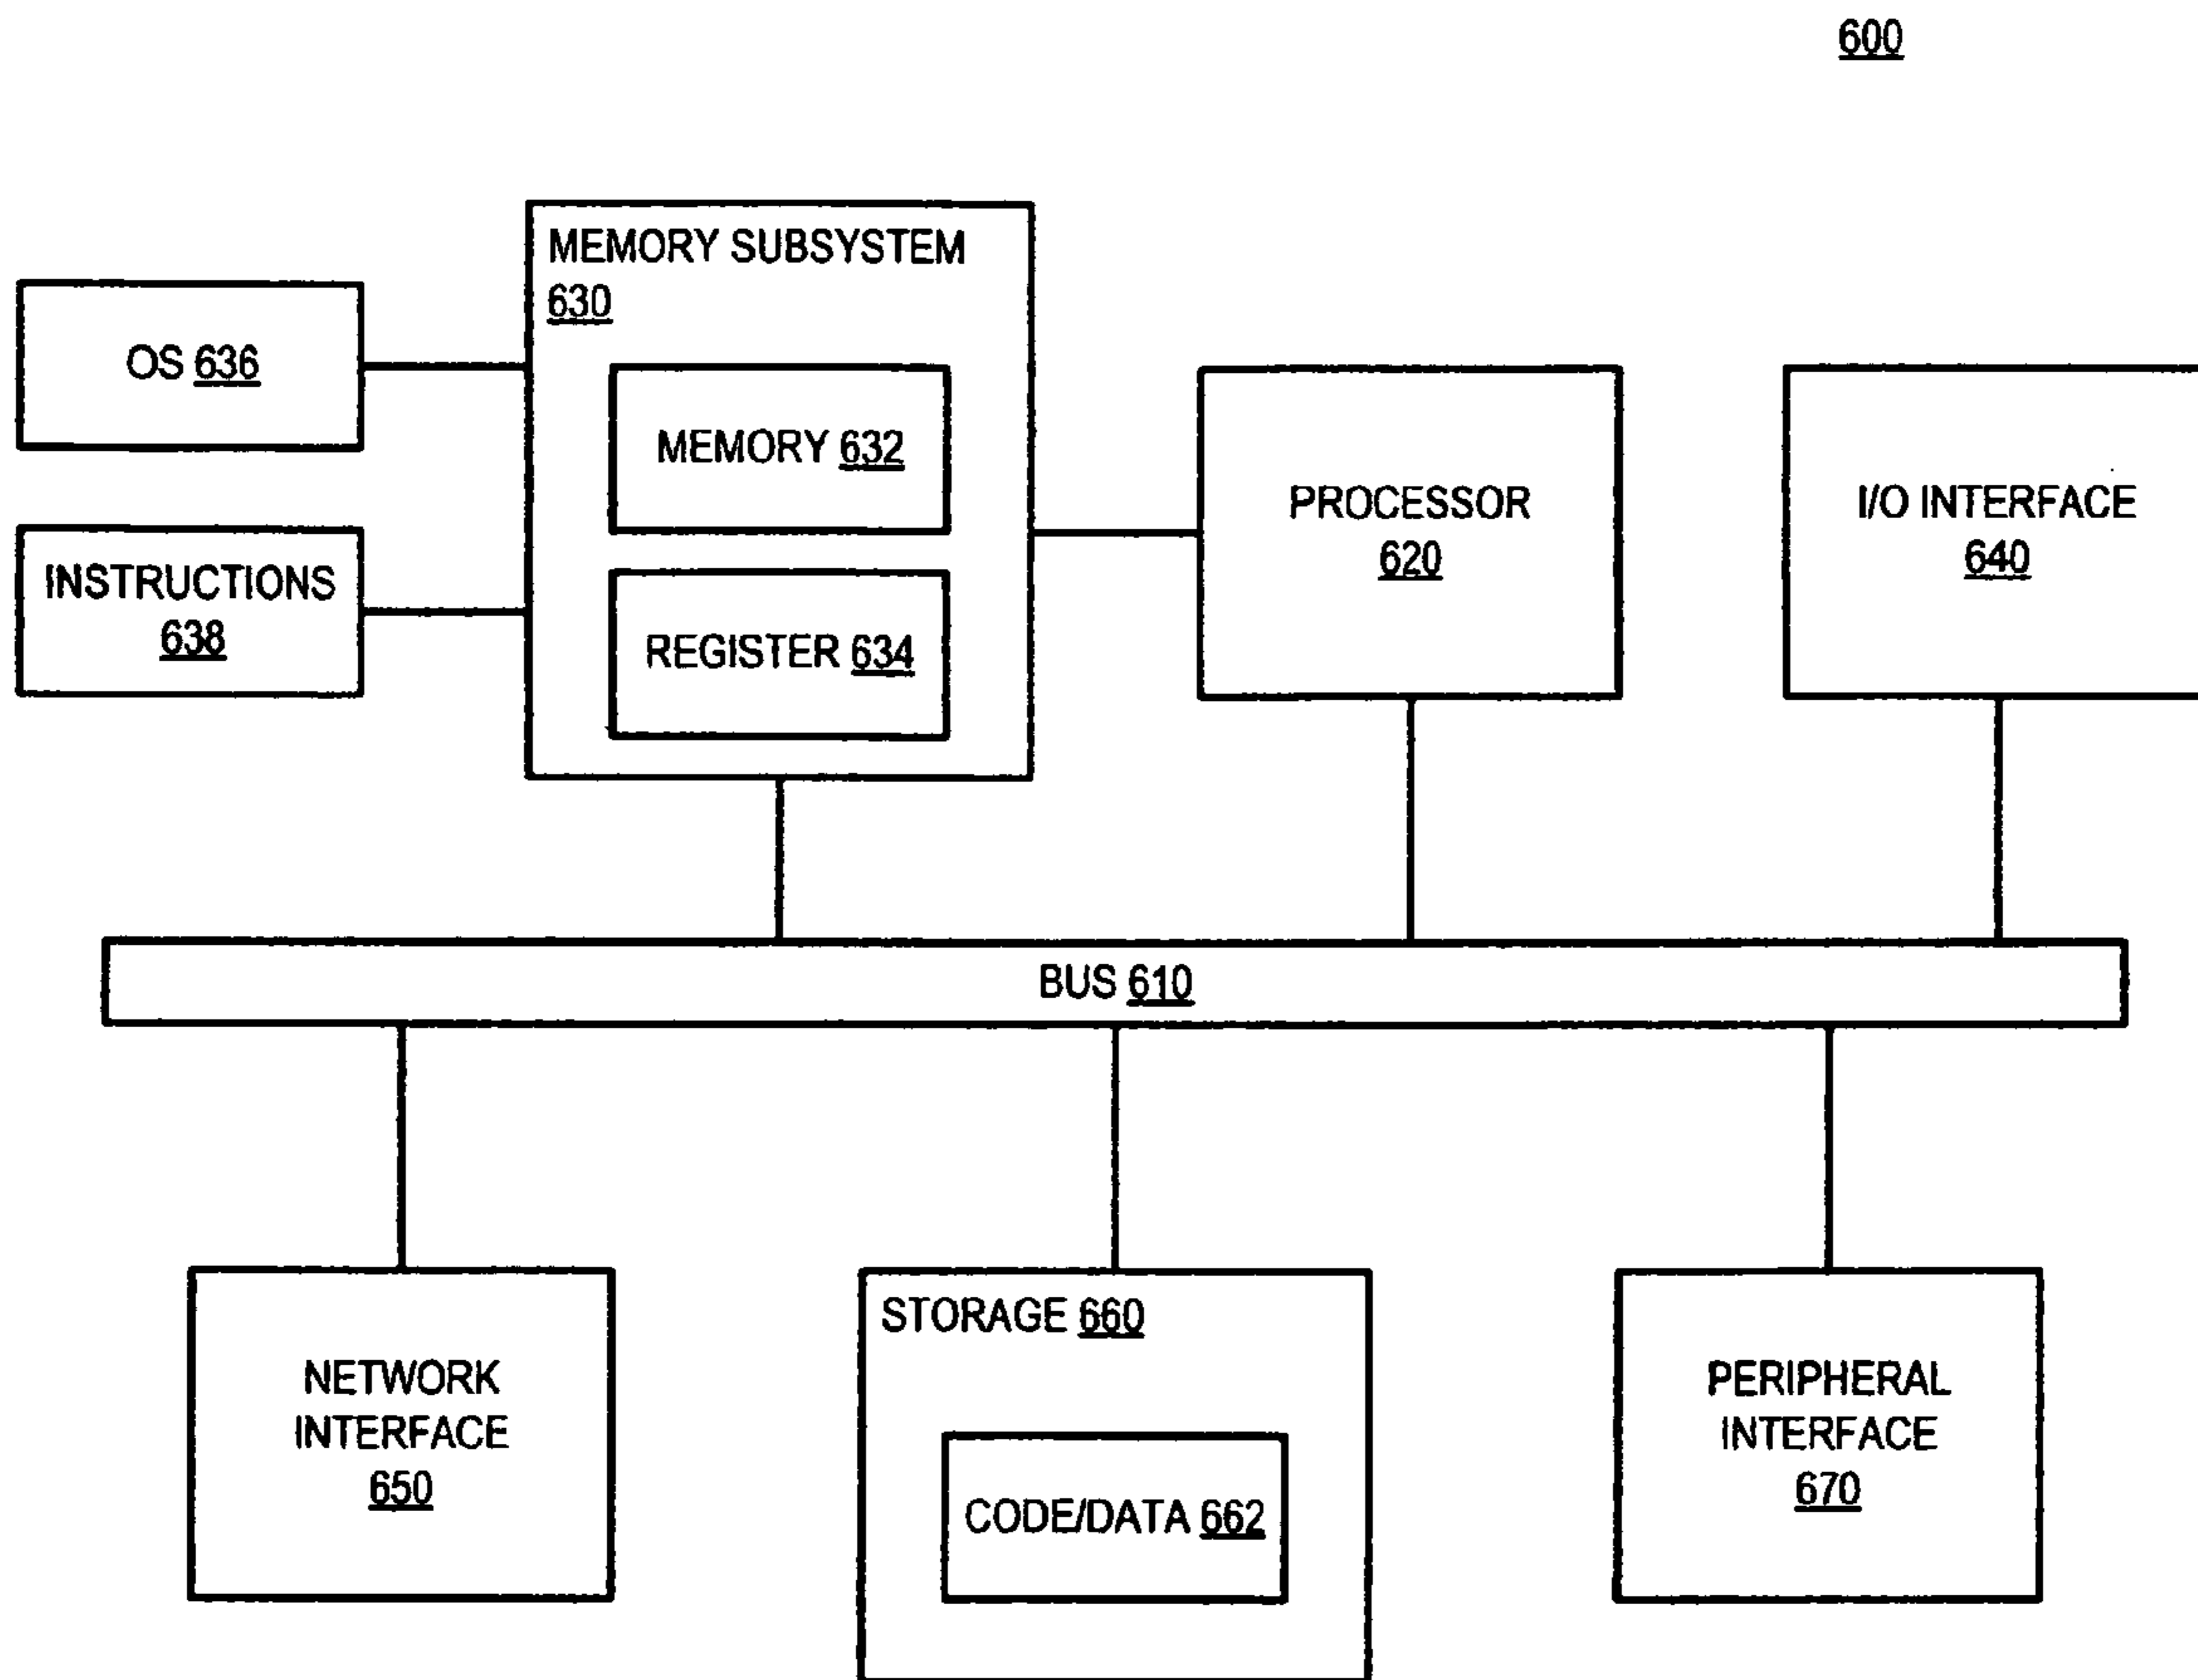 600
MEMORY SUBSYSTEM
630
OS 636
MEMORY 632
INSTRUCTIONS
638
REGISTER 634
PROCESSOR
620
I/O INTERFACE
640
BUS 610
NETWORK
INTERFACE
650
STORAGE 660
CODE/DATA 662
PERIPHERAL
INTERFACE
670